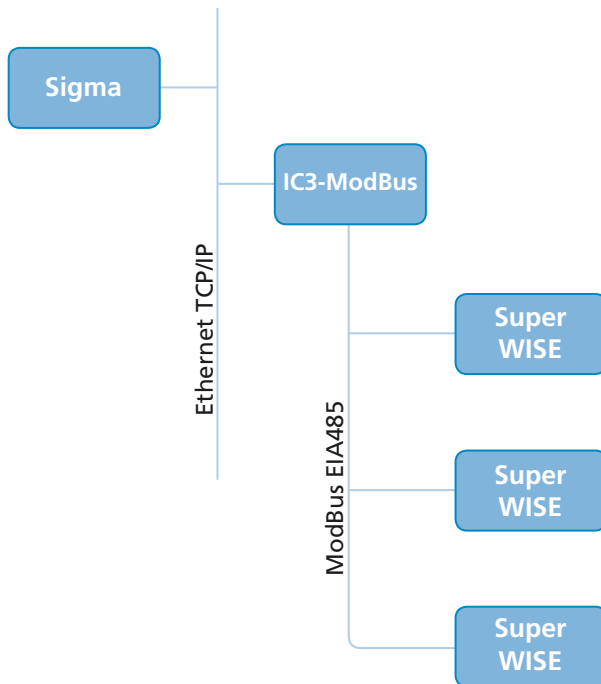 Sigma
IC3-ModBus
Ethernet TCP/IP
Super
WISE
ModBus EIA485
Super
WISE
Super
WISE